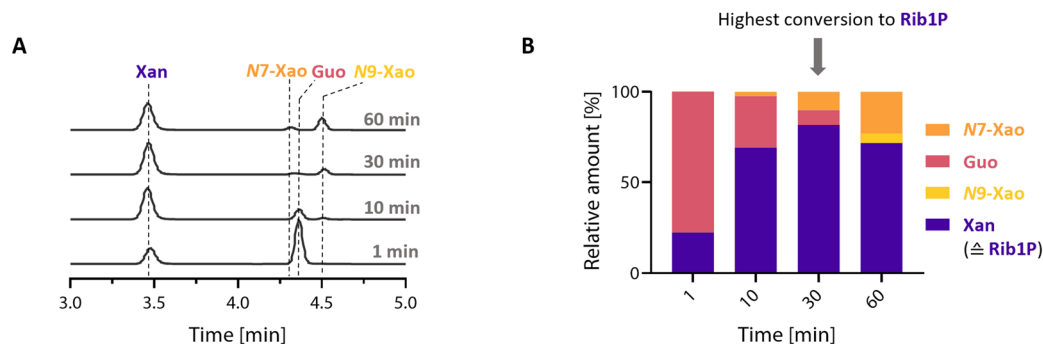 A
Xan
N7-Xao Guo N9-Xao
60 min
30 min
10 min
1 min
3.0 3.5 4.0 4.5 5.0
Time [min]
B
Highest conversion to Rib1P
Relative amount [%]
100
50
0
1 10 30 60
Time [min]
N7-Xao
Guo
N9-Xao
Xan
(≙ Rib1P)